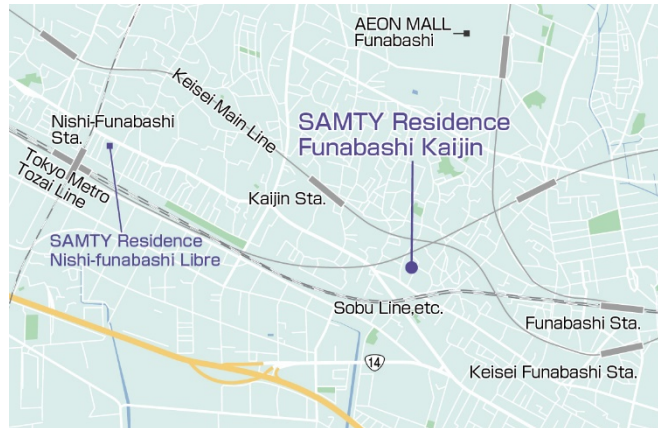 AEON MALL
Funabashi
Keisei Main Line
Nishi-Funabashi
Sta.
SAMTY Residence
Funabashi Kaijin
Tokyo Metro
Tozai Line
Kaijin Sta.
SAMTY Residence
Nishi-funabashi Libre
Sobu Line,etc.
Funabashi Sta.
14
Keisei Funabashi Sta.